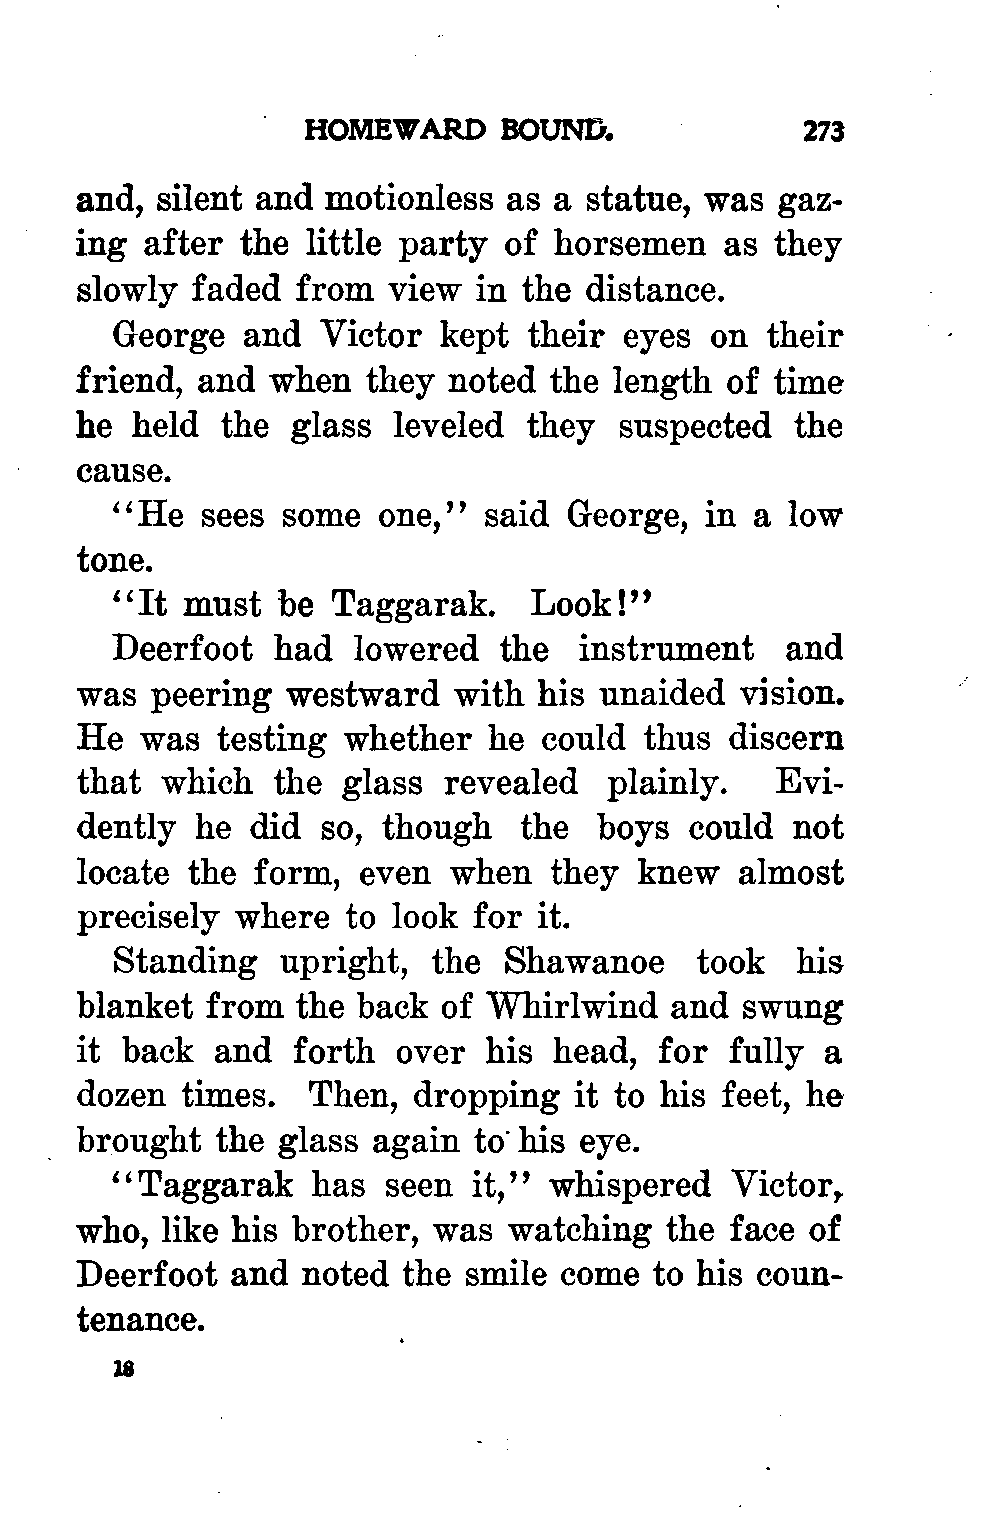 HOMEWARD BOUND. 273
and, silent and motionless as a statue, was gaz-
ing after the little party of horsemen as they
slowly faded from view in the distance.
George and Victor kept their eyes on their
friend, and when they noted the length of time
he held the glass leveled they suspected the
cause.
“He sees some one,” said George, in a low
tone.
“It must be Taggarak. Look!”
Deerfoot had lowered the instrument and
was peering westward with his unaided vision.
He was testing whether he could thus discern
that which the glass revealed plainly. Evi-
dently he did so, though the boys could not
locate the form, even when they knew almost
precisely where to look for it.
Standing upright, the Shawanoe took his
blanket from the back of Whirlwind and swung
it back and forth over his head, for fully a
dozen times. Then, dropping it to his feet, he
brought the glass again to his eye.
“Taggarak has seen it,” whispered Victor,
who, like his brother, was watching the face of
Deerfoot and noted the smile come to his coun-
tenance.
18